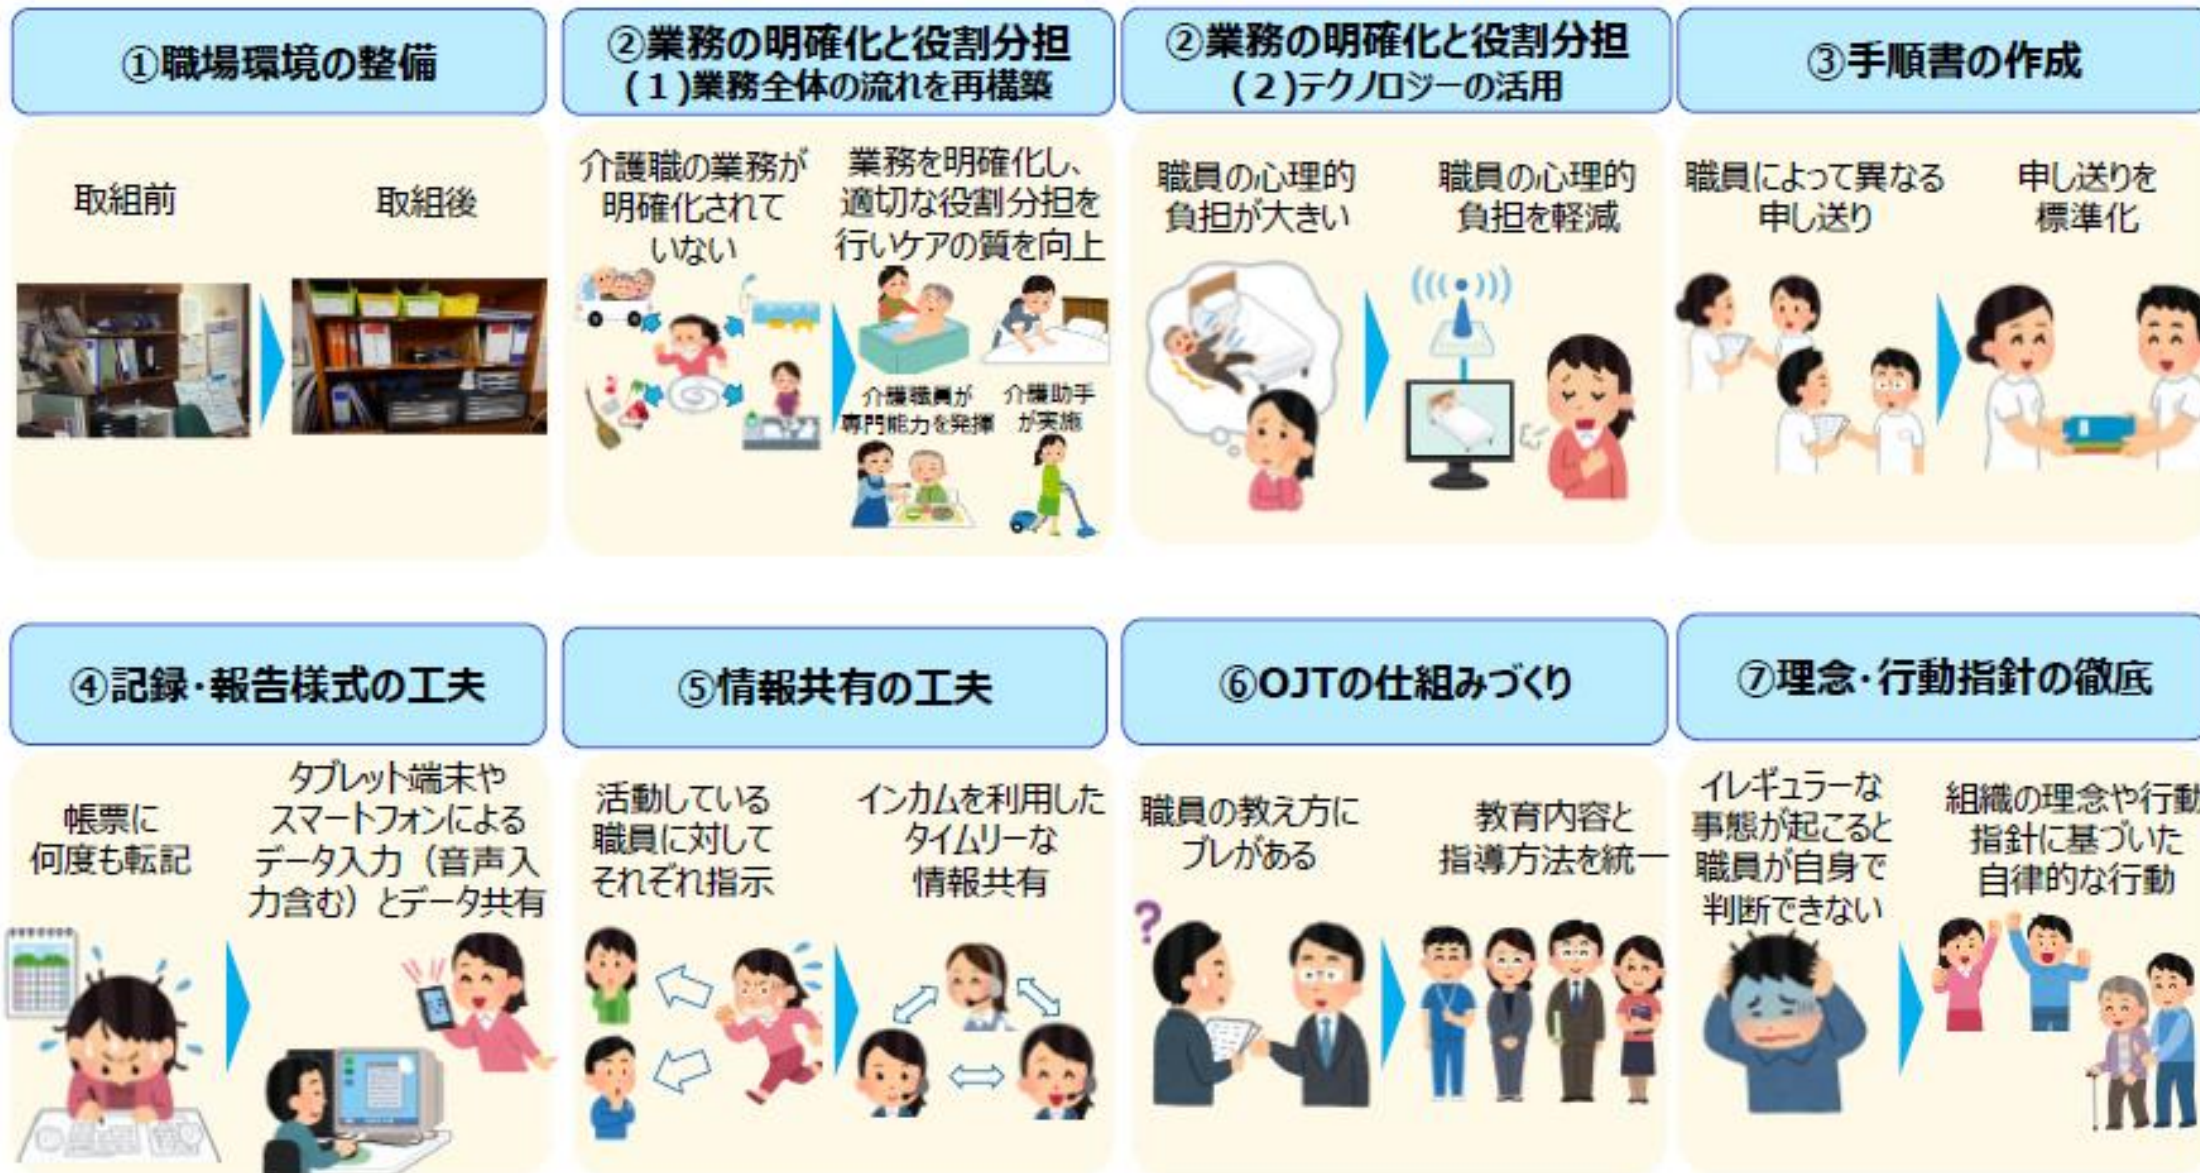 ①職場環境の整備
取組前
取組後
②業務の明確化と役割分担
(1)業務全体の流れを再構築
介護職の業務が
明確化されて
いない
業務を明確化し、
適切な役割分担を
行いケアの質を向上
介護職員が
専門能力を発揮
介護助手
が実施
②業務の明確化と役割分担
(2)テクノロジーの活用
職員の心理的
負担が大きい
職員の心理的
負担を軽減
③手順書の作成
職員によって異なる
申し送り
申し送りを
標準化
④記録・報告様式の工夫
帳票に
何度も転記
タブレット端末や
スマートフォンによる
データ入力（音声入
力含む）とデータ共有
⑤情報共有の工夫
活動している
職員に対して
それぞれ指示
インカムを利用した
タイムリーな
情報共有
⑥OJTの仕組みづくり
職員の教え方に
ブレがある
?
教育内容と
指導方法を統一
⑦理念・行動指針の徹底
イレギュラーな
事態が起こると
職員が自身で
判断できない
組織の理念や行動
指針に基づいた
自律的な行動